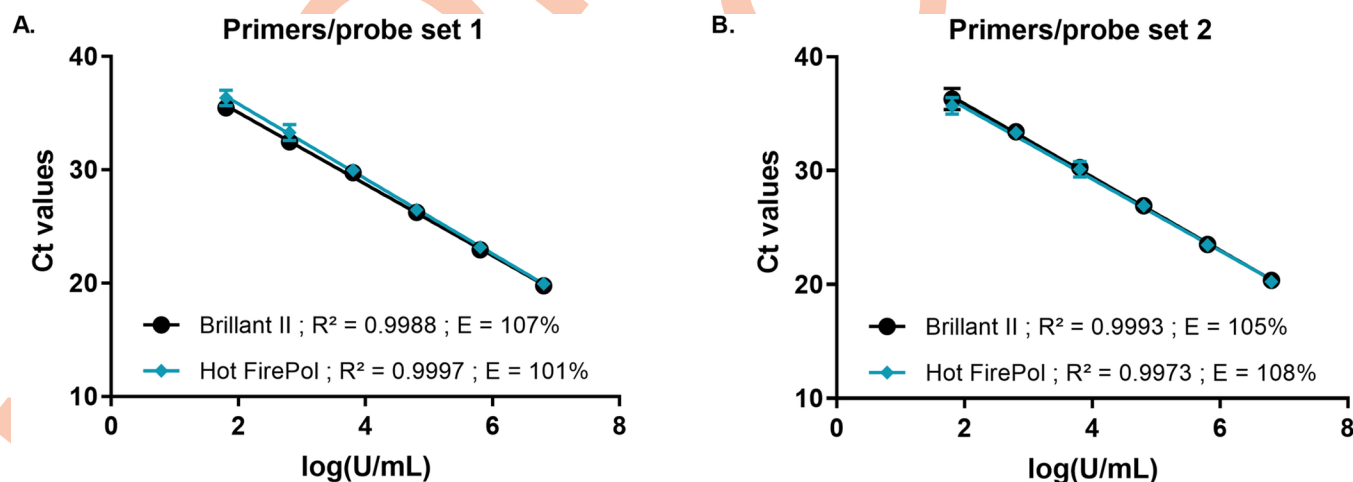 A.
Primers/probe set 1
40
30
20
10
Ct values
Brillant II ; R² = 0.9988 ; E = 107%
Hot FirePol ; R² = 0.9997 ; E = 101%
0 2 4 6 8
log(U/mL)
B.
Primers/probe set 2
40
30
20
10
Ct values
Brillant II ; R² = 0.9993 ; E = 105%
Hot FirePol ; R² = 0.9973 ; E = 108%
0 2 4 6 8
log(U/mL)